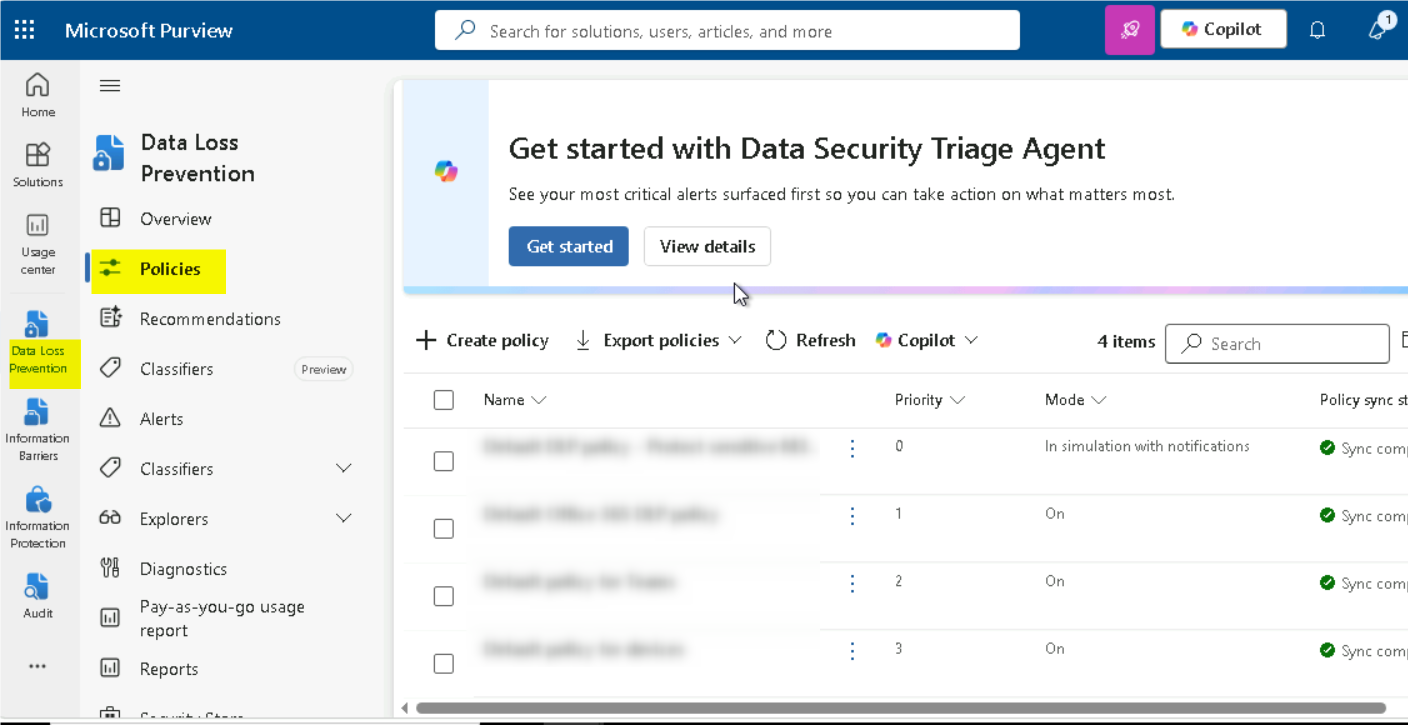 Microsoft Purview
Search for solutions, users, articles, and more
Copilot
1
Home
Solutions
Usage
center
Data Loss
Prevention
Information
Barriers
Information
Protection
Audit
Data Loss
Prevention
Overview
Policies
Recommendations
Classifiers
Preview
Alerts
Classifiers
Explorers
Diagnostics
Pay-as-you-go usage
report
Reports
Get started with Data Security Triage Agent
See your most critical alerts surfaced first so you can take action on what matters most.
Get started
View details
Create policy
Export policies
Refresh
Copilot
4 items
Search
Name
Priority
Mode
Policy sync st
0
In simulation with notifications
Sync comp
1
On
Sync comp
2
On
Sync comp
3
On
Sync comp